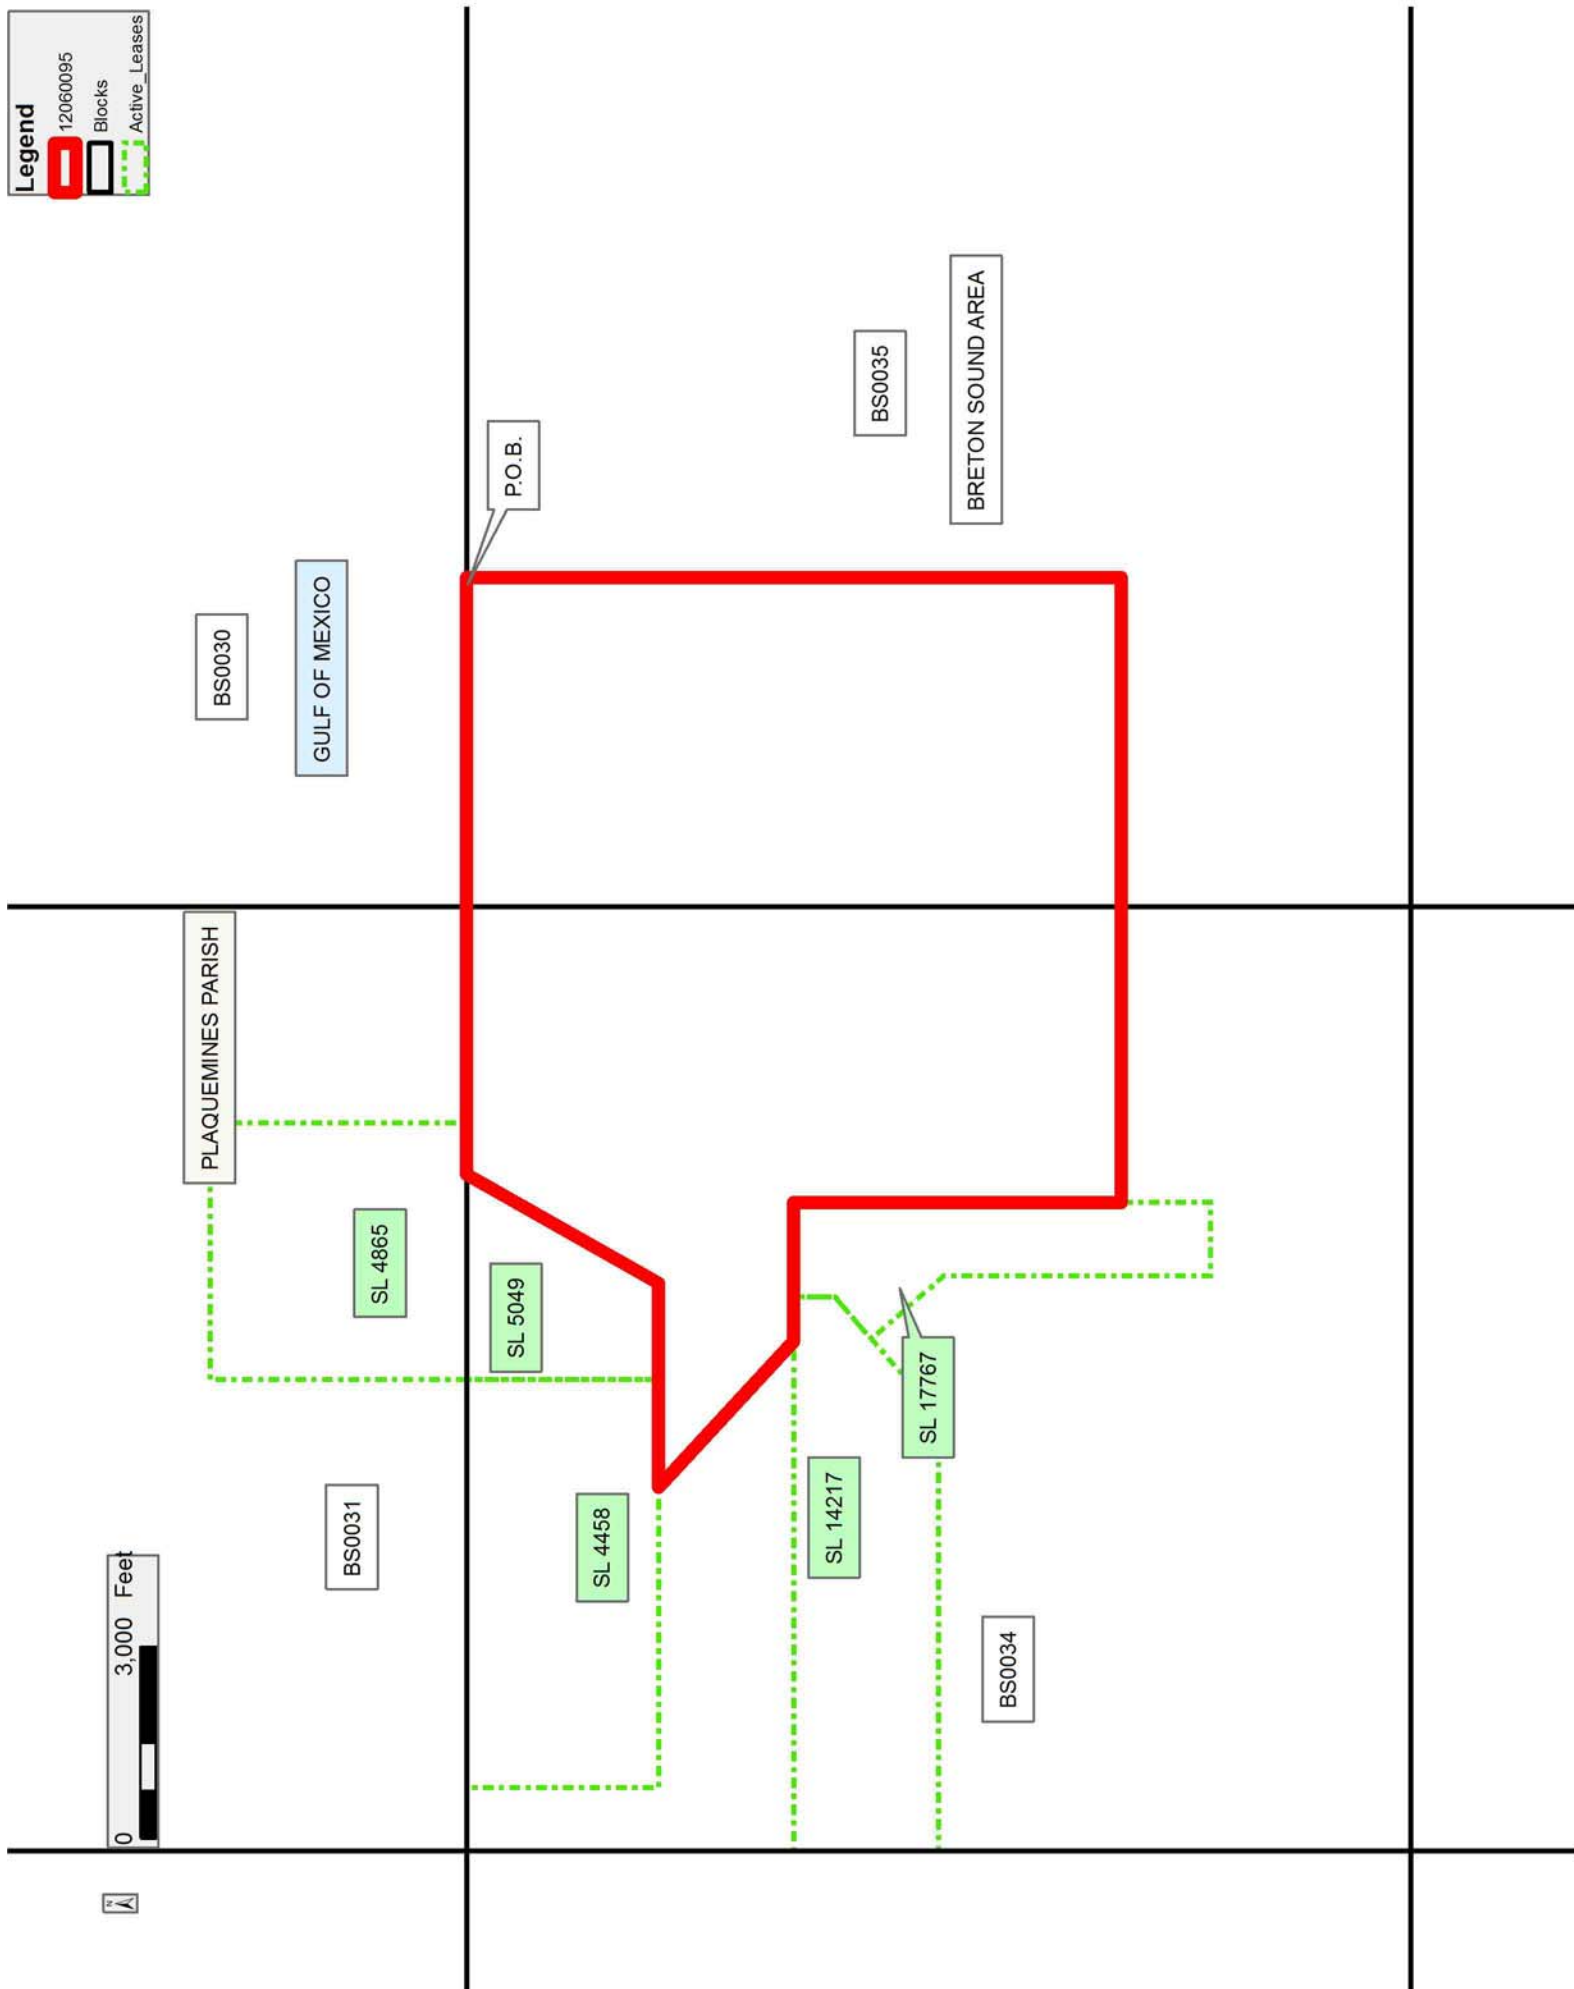 Legend
12060095
Blocks
Active_Leases
0 3,000 Feet
N
PLAQUEMINES PARISH
BS0030
GULF OF MEXICO
BS0031
SL 4865
P.O.B.
SL 5049
SL 4458
SL 14217
SL 17767
BS0035
BRETON SOUND AREA
BS0034